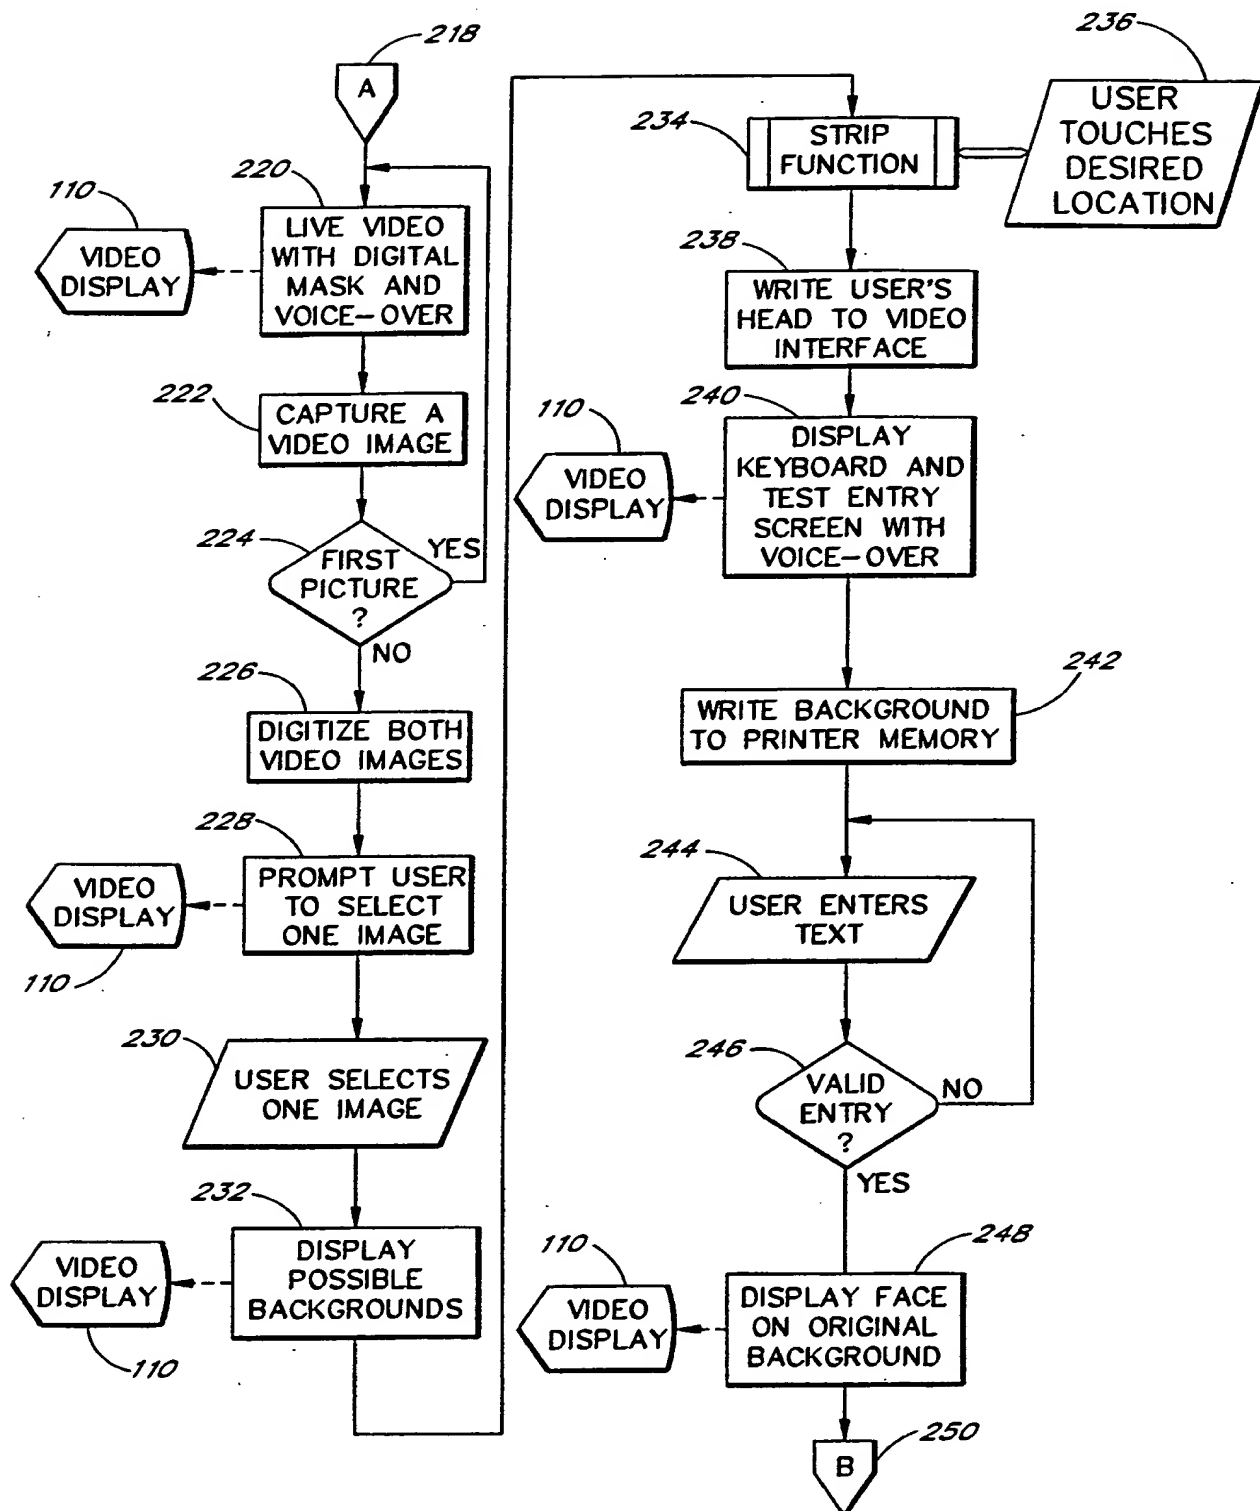 218
A
220
110
LIVE VIDEO
WITH DIGITAL
MASK AND
VOICE-OVER
VIDEO
DISPLAY
222
CAPTURE A
VIDEO IMAGE
224
FIRST
PICTURE
?
YES
NO
226
DIGITIZE BOTH
VIDEO IMAGES
228
PROMPT USER
TO SELECT
ONE IMAGE
VIDEO
DISPLAY
110
230
USER SELECTS
ONE IMAGE
232
DISPLAY
POSSIBLE
BACKGROUNDS
VIDEO
DISPLAY
110
234
STRIP
FUNCTION
236
USER
TOUCHES
DESIRED
LOCATION
238
WRITE USER'S
HEAD TO VIDEO
INTERFACE
240
110
DISPLAY
KEYBOARD AND
TEST ENTRY
SCREEN WITH
VOICE-OVER
VIDEO
DISPLAY
242
WRITE BACKGROUND
TO PRINTER MEMORY
244
USER ENTERS
TEXT
246
VALID
ENTRY
?
NO
YES
248
110
DISPLAY FACE
ON ORIGINAL
BACKGROUND
VIDEO
DISPLAY
250
B